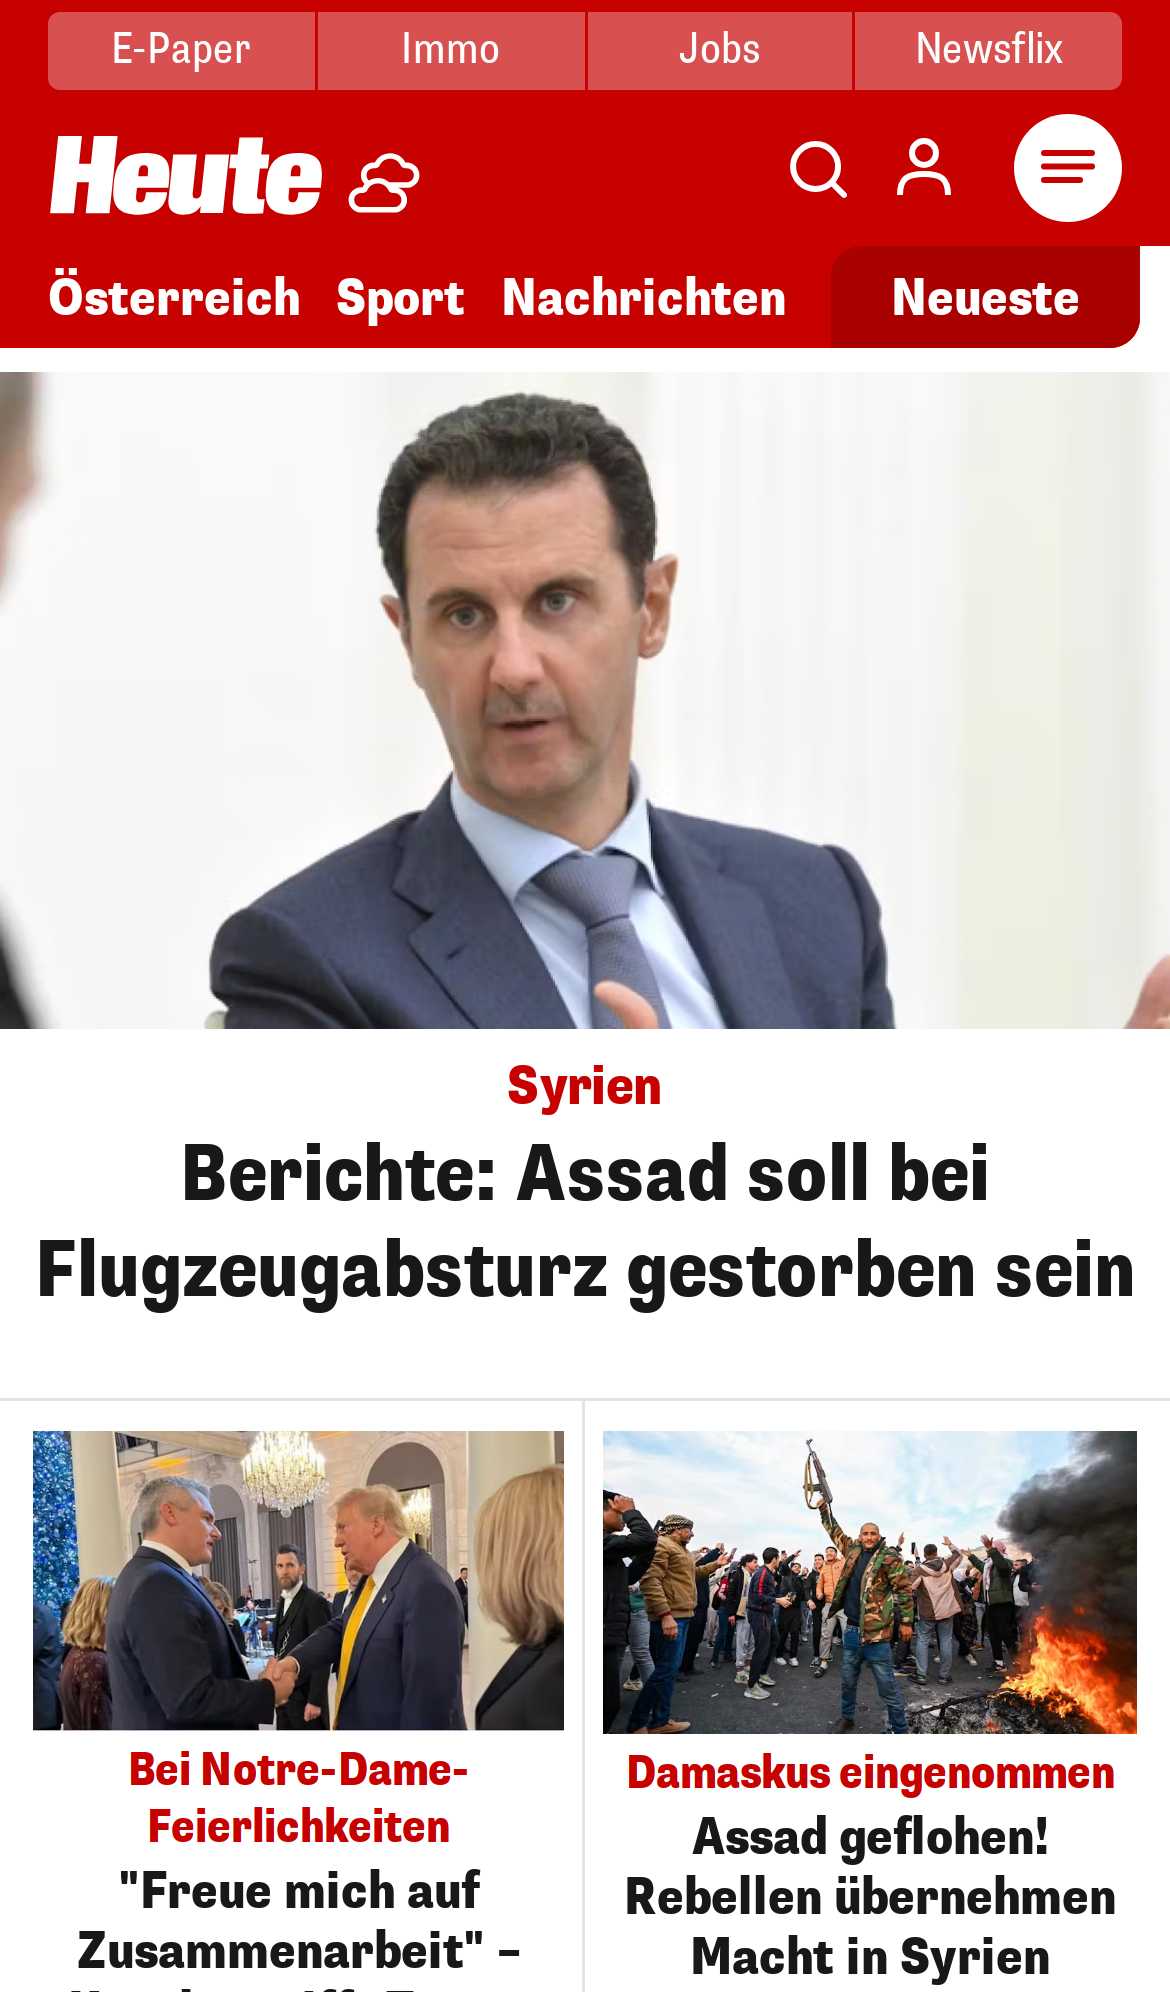 E-Paper
Immo
Jobs
Newsflix
Heute
Österreich
Sport
Nachrichten
Neueste
Syrien
Berichte: Assad soll bei
Flugzeugabsturz gestorben sein
Bei Notre-Dame-
Feierlichkeiten
"Freue mich auf
Zusammenarbeit" –
Damaskus eingenommen
Assad geflohen!
Rebellen übernehmen
Macht in Syrien